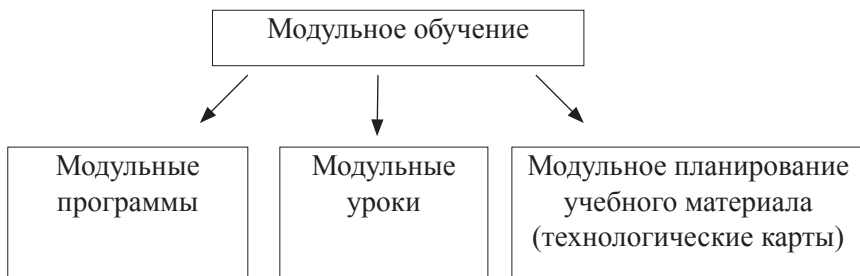 Модульное обучение
Модульные
программы
Модульные
уроки
Модульное планирование
учебного материала
(технологические карты)